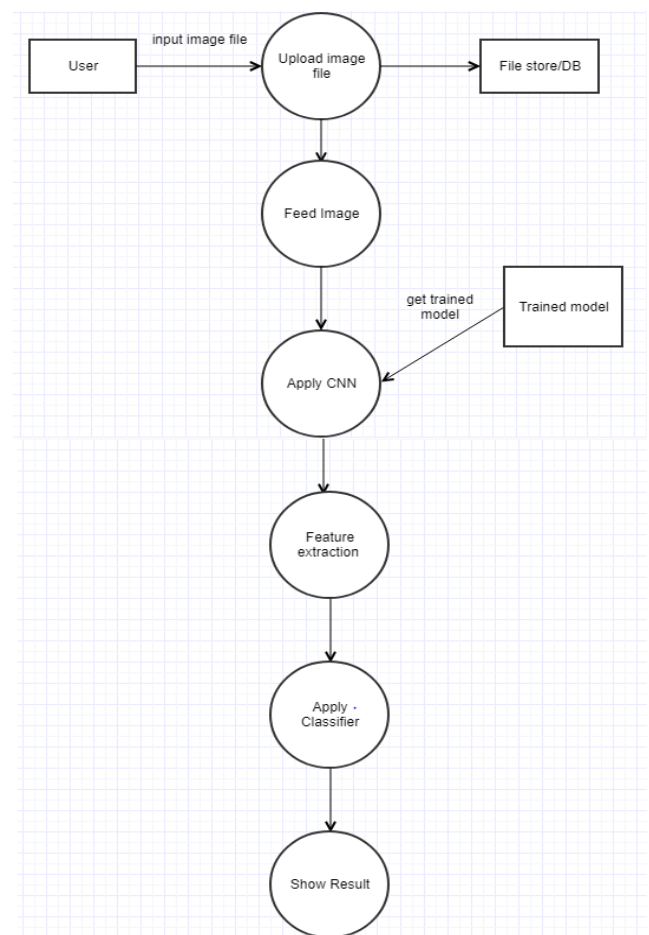 input image file
User
Upload image
file
File store/DB
Feed Image
get trained
model
Trained model
Apply CNN
Feature
extraction
Apply
Classifier
Show Result